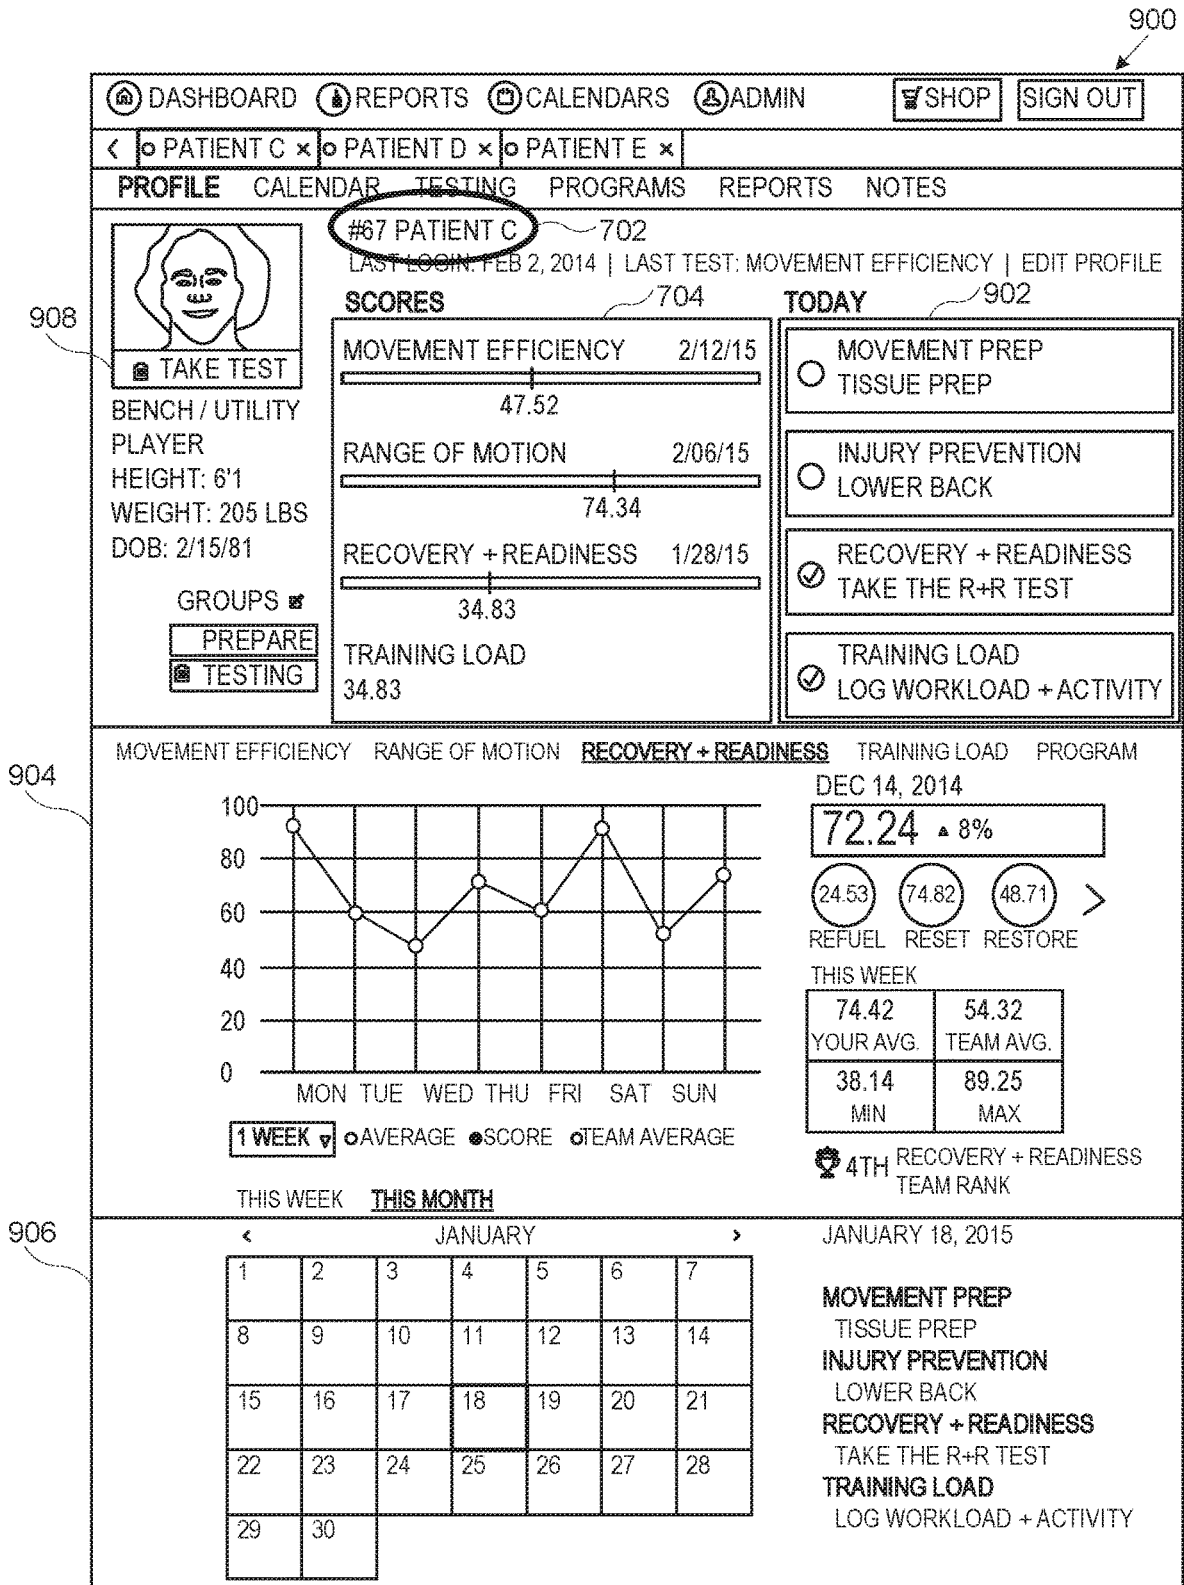 900
DASHBOARD REPORTS CALENDARS ADMIN SHOP SIGN OUT
< PATIENT C × PATIENT D × PATIENT E ×
PROFILE CALENDAR TESTING PROGRAMS REPORTS NOTES
#67 PATIENT C 702
LAST LOGIN: FEB 2, 2014 | LAST TEST: MOVEMENT EFFICIENCY | EDIT PROFILE
908
TAKE TEST
BENCH / UTILITY
PLAYER
HEIGHT: 6'1
WEIGHT: 205 LBS
DOB: 2/15/81
GROUPS
PREPARE
TESTING
SCORES 704
MOVEMENT EFFICIENCY 2/12/15
47.52
RANGE OF MOTION 2/06/15
74.34
RECOVERY + READINESS 1/28/15
34.83
TRAINING LOAD
34.83
TODAY 902
MOVEMENT PREP
TISSUE PREP
INJURY PREVENTION
LOWER BACK
RECOVERY + READINESS
TAKE THE R+R TEST
TRAINING LOAD
LOG WORKLOAD + ACTIVITY
904
MOVEMENT EFFICIENCY RANGE OF MOTION RECOVERY + READINESS TRAINING LOAD PROGRAM
100
80
60
40
20
0
MON TUE WED THU FRI SAT SUN
1 WEEK AVERAGE SCORE TEAM AVERAGE
DEC 14, 2014
72.24 ▲ 8%
24.53 74.82 48.71 >
REFUEL RESET RESTORE
THIS WEEK
74.42 54.32
YOUR AVG. TEAM AVG.
38.14 89.25
MIN MAX
4TH RECOVERY + READINESS
TEAM RANK
THIS WEEK THIS MONTH
906
< JANUARY >
1 2 3 4 5 6 7
8 9 10 11 12 13 14
15 16 17 18 19 20 21
22 23 24 25 26 27 28
29 30
JANUARY 18, 2015
MOVEMENT PREP
TISSUE PREP
INJURY PREVENTION
LOWER BACK
RECOVERY + READINESS
TAKE THE R+R TEST
TRAINING LOAD
LOG WORKLOAD + ACTIVITY